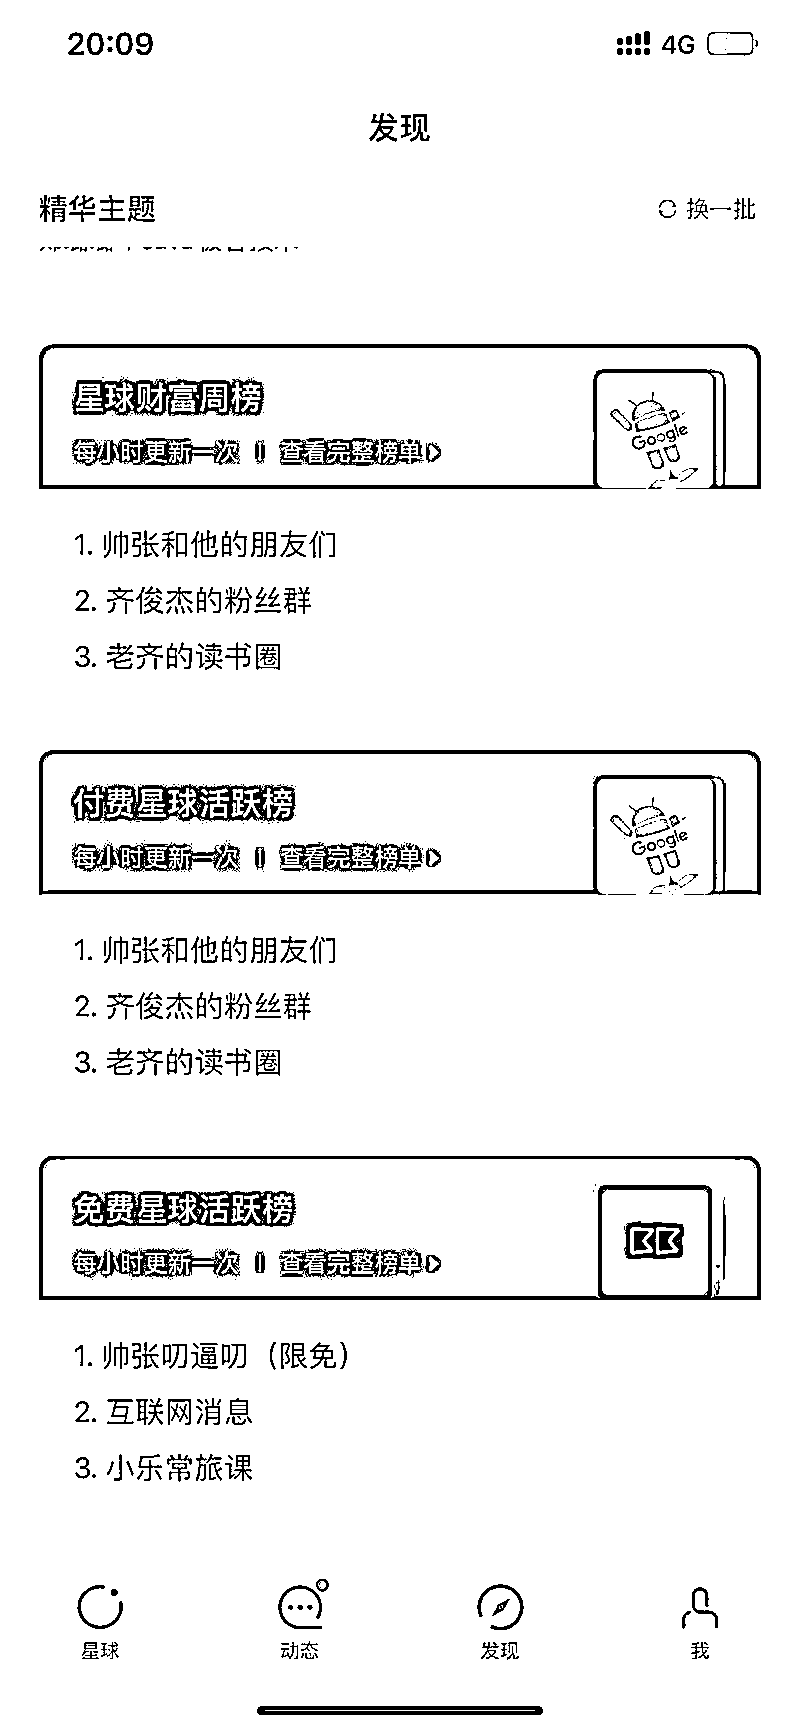 20:09
4G
发现
精华主题
换一批
星球财富周榜
每小时更新一次 | 查看完整榜单
Google
1. 帅张和他的朋友们
2. 齐俊杰的粉丝群
3. 老齐的读书圈
付费星球活跃榜
每小时更新一次 | 查看完整榜单
Google
1. 帅张和他的朋友们
2. 齐俊杰的粉丝群
3. 老齐的读书圈
免费星球活跃榜
每小时更新一次 | 查看完整榜单
1. 帅张叨逼叨（限免）
2. 互联网消息
3. 小乐常旅课
星球
动态
发现
我